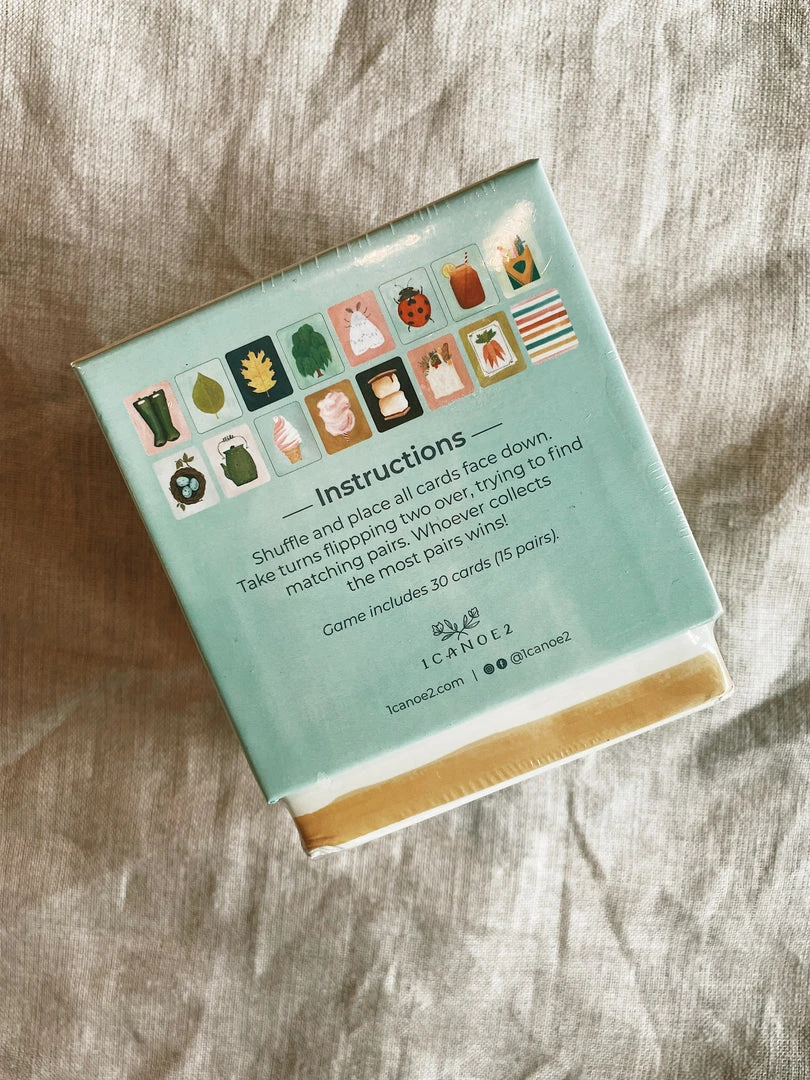 Instructions
Shuffle and place all cards face down.
Take turns flippping two over, trying to find
matching pairs. Whoever collects
the most pairs wins!
Game includes 30 cards (15 pairs).
1CANOE2
1canoe2.com | @1canoe2